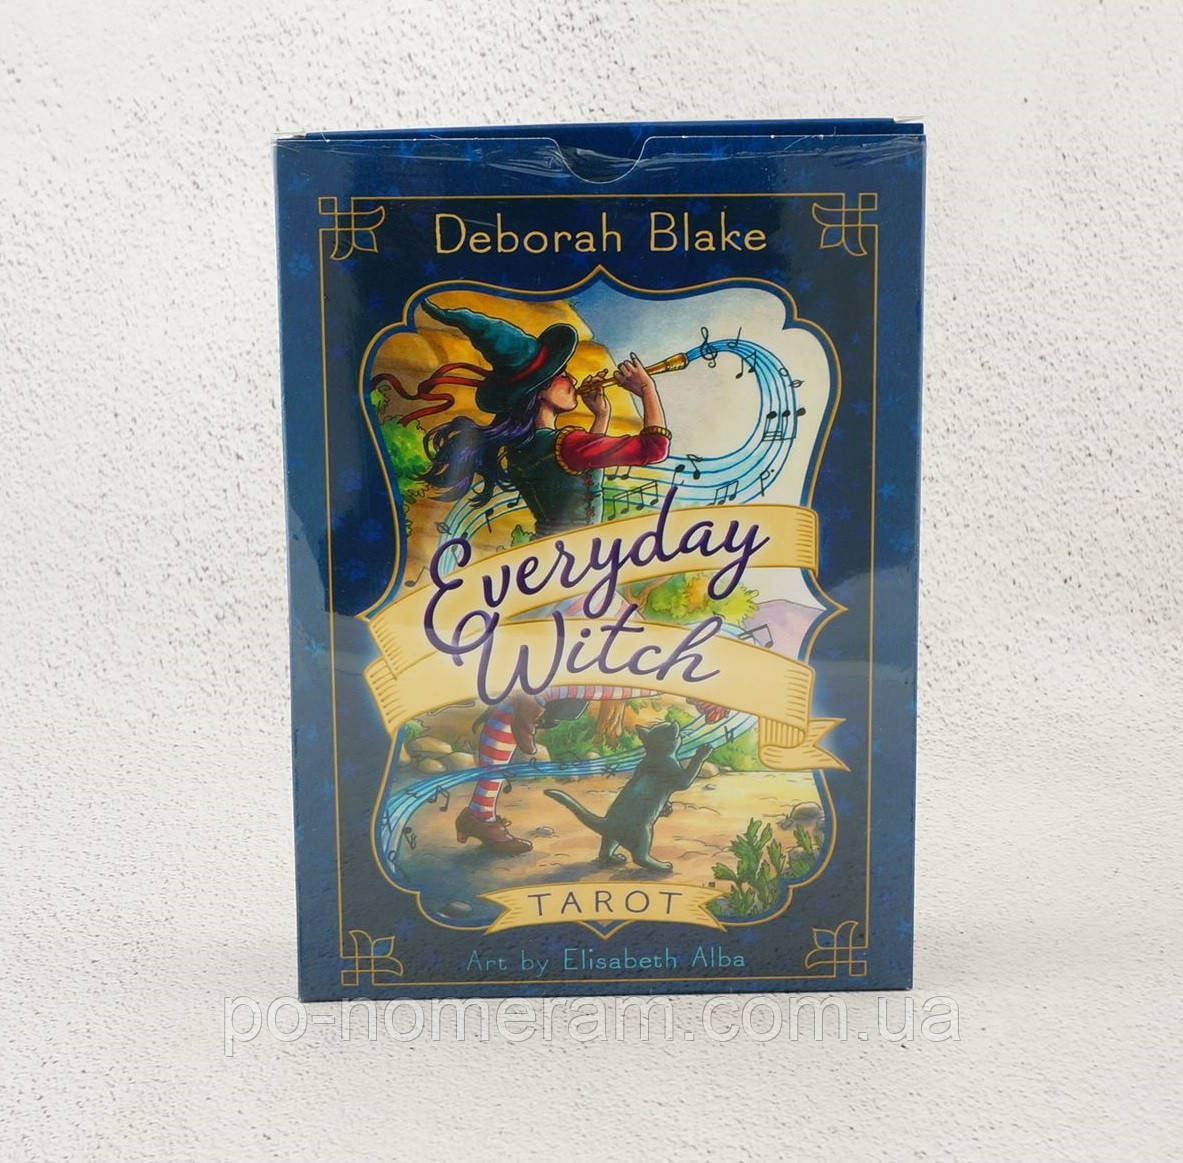 Deborah Blake
Everyday
Witch
TAROT
Art by Elisabeth Alba
po-nomeram.com.ua